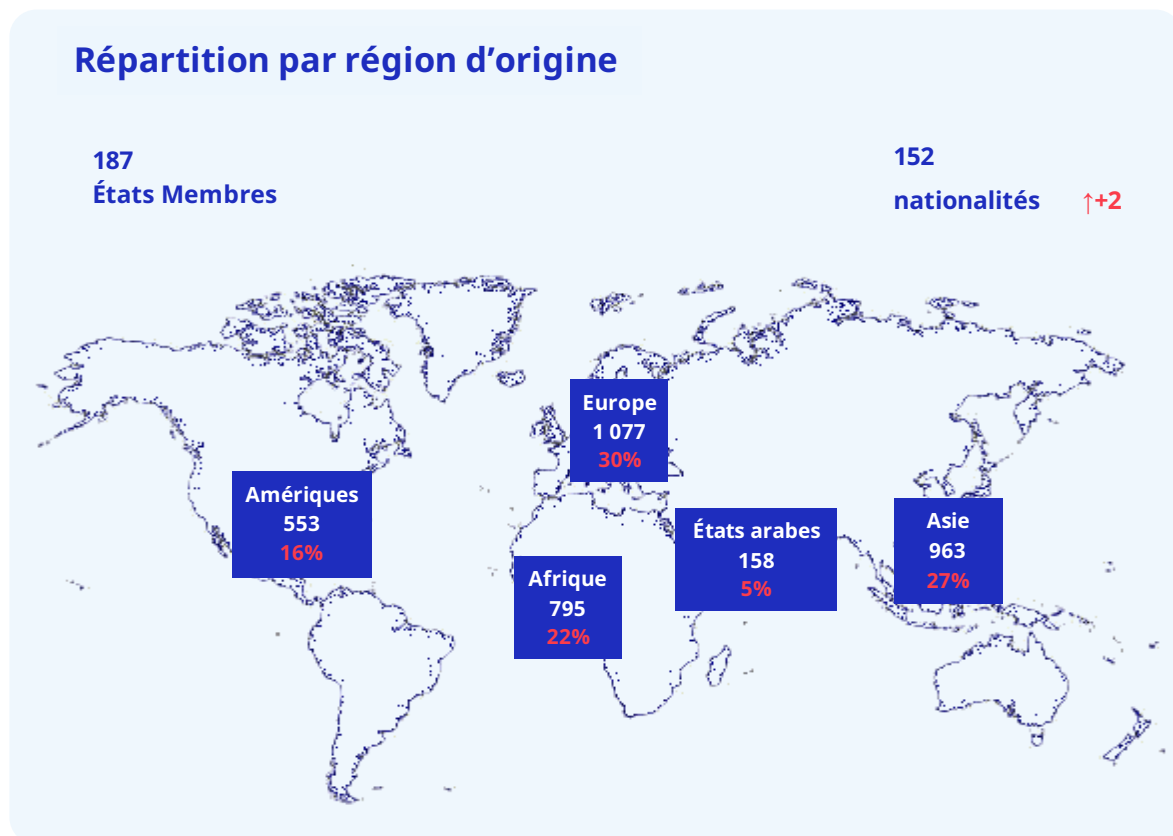 Répartition par région d’origine
187
États Membres
152
nationalités ↑+2
Europe
1 077
30%
Amériques
553
16%
États arabes
158
5%
Asie
963
27%
Afrique
795
22%